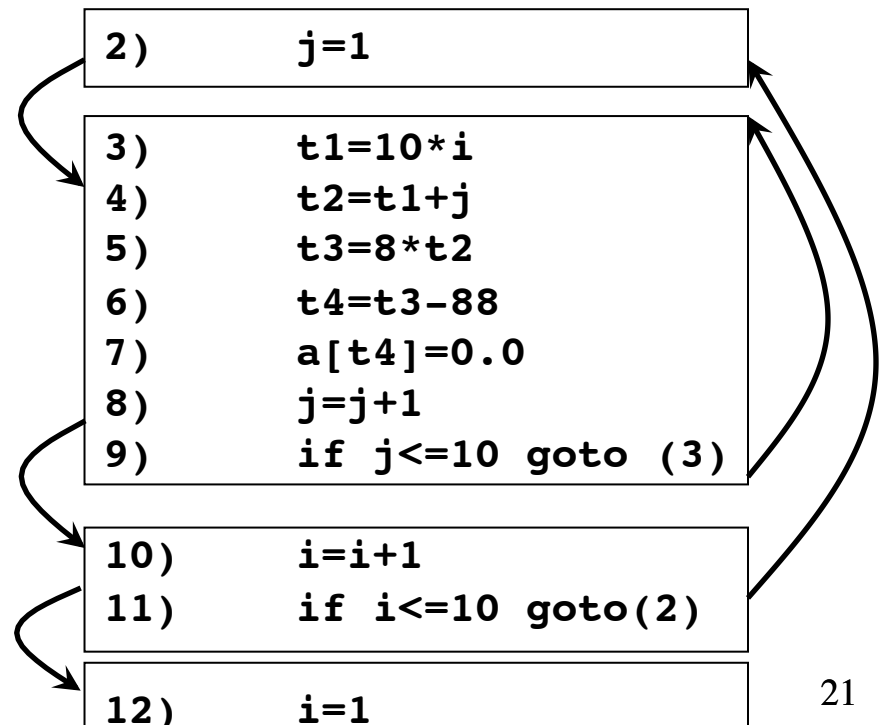 2) j=1
3) t1=10*i
4) t2=t1+j
5) t3=8*t2
6) t4=t3-88
7) a[t4]=0.0
8) j=j+1
9) if j<=10 goto (3)
10) i=i+1
11) if i<=10 goto(2)
12) i=1
21